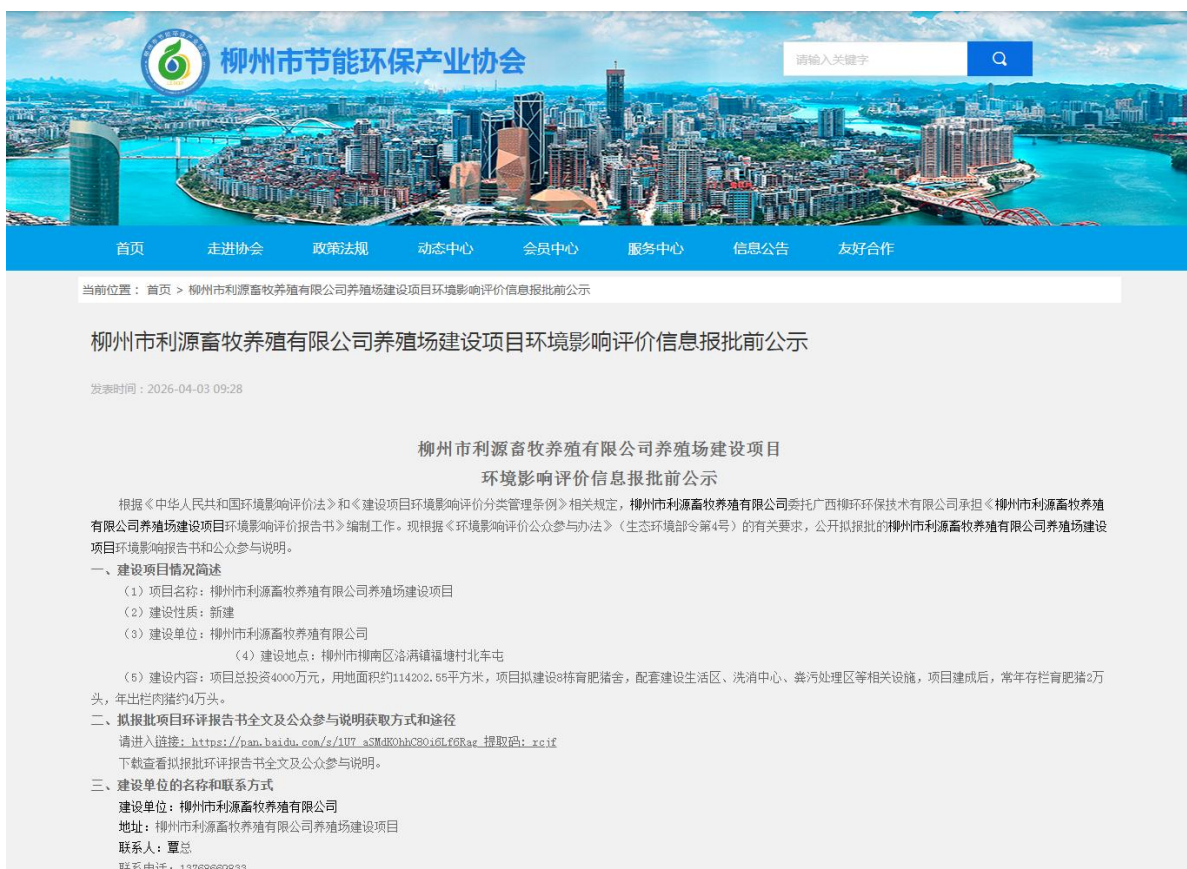 柳州市节能环保产业协会
请输入关键字
首页 走进协会 政策法规 动态中心 会员中心 服务中心 信息公告 友好合作
当前位置： 首页 > 柳州市利源畜牧养殖有限公司养殖场建设项目环境影响评价信息报批前公示
柳州市利源畜牧养殖有限公司养殖场建设项目环境影响评价信息报批前公示
发表时间：2026-04-03 09:28
柳州市利源畜牧养殖有限公司养殖场建设项目
环境影响评价信息报批前公示
根据《中华人民共和国环境影响评价法》和《建设项目环境影响评价分类管理条例》相关规定，柳州市利源畜牧养殖有限公司委托广西柳环环保技术有限公司承担《柳州市利源畜牧养殖
有限公司养殖场建设项目环境影响评价报告书》编制工作。现根据《环境影响评价公众参与办法》（生态环境部令第4号）的有关要求，公开拟报批的柳州市利源畜牧养殖有限公司养殖场建设
项目环境影响报告书和公众参与说明。
一、建设项目情况简述
（1）项目名称：柳州市利源畜牧养殖有限公司养殖场建设项目
（2）建设性质：新建
（3）建设单位：柳州市利源畜牧养殖有限公司
（4）建设地点：柳州市柳南区洛满镇福塘村北车屯
（5）建设内容：项目总投资4000万元，用地面积约114202.55平方米，项目拟建设8栋育肥猪舍，配套建设生活区、洗消中心、粪污处理区等相关设施，项目建成后，常年存栏育肥猪2万
头，年出栏肉猪约4万头。
二、拟报批项目环评报告书全文及公众参与说明获取方式和途径
请进入链接: https://pan.baidu.com/s/1U7_aSMdKOhhC8Oi6Lf6Rag 提取码: xcjf
下载查看拟报批环评报告书全文及公众参与说明。
三、建设单位的名称和联系方式
建设单位：柳州市利源畜牧养殖有限公司
地址：柳州市利源畜牧养殖有限公司养殖场建设项目
联系人：覃总
联系电话：13768669833